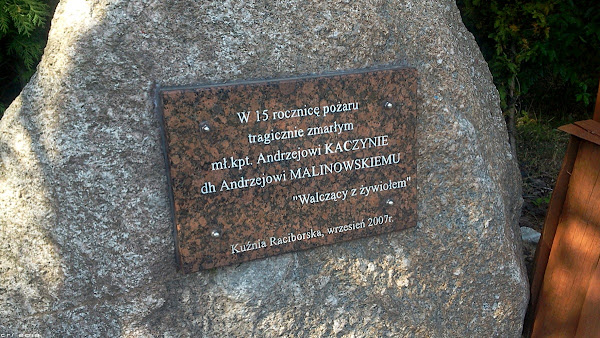 W 15 rocznicę pożaru
tragicznie zmarłym
mł.kpt. Andrzejowi KACZYNIE
dh Andrzejowi MALINOWSKIEMU
"Walczący z żywiołem"
Kuźnia Raciborska, wrzesień 2007r.